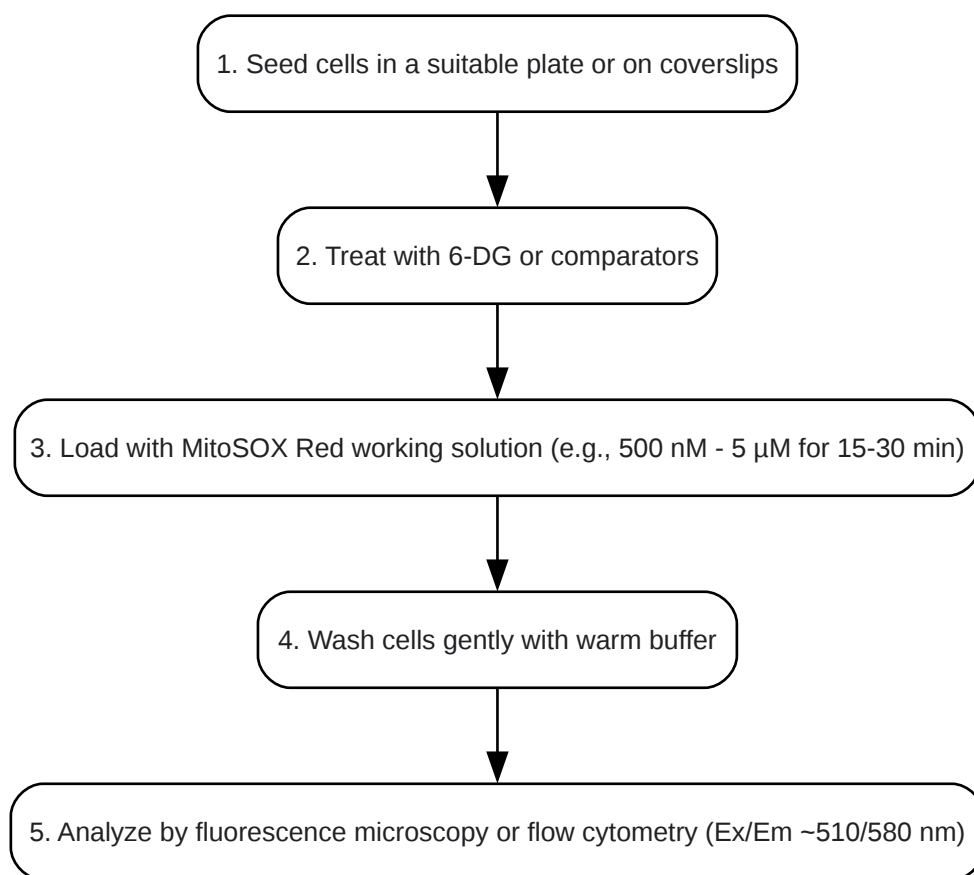 1. Seed cells in a suitable plate or on coverslips
2. Treat with 6-DG or comparators
3. Load with MitoSOX Red working solution (e.g., 500 nM - 5 µM for 15-30 min)
4. Wash cells gently with warm buffer
5. Analyze by fluorescence microscopy or flow cytometry (Ex/Em ~510/580 nm)